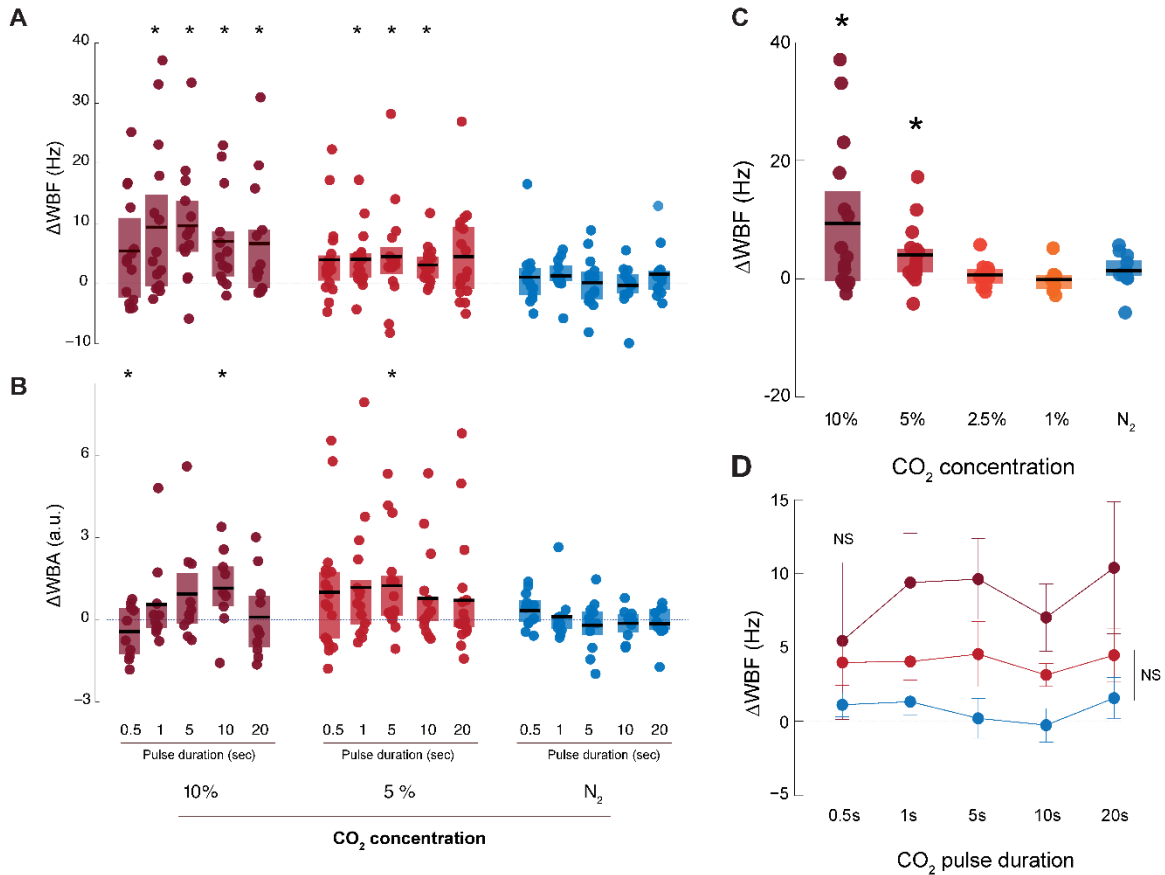 A
* * * * * * *
ΔWBF (Hz)
40
30
20
10
0
−10
B
* * *
ΔWBA (a.u.)
6
3
0
−3
0.5 1 5 10 20 0.5 1 5 10 20 0.5 1 5 10 20
Pulse duration (sec) Pulse duration (sec) Pulse duration (sec)
10% 5 % N₂
CO₂ concentration
C
*
*
ΔWBF (Hz)
40
20
0
-20
10% 5% 2.5% 1% N₂
CO₂ concentration
D
ΔWBF (Hz)
15
10
5
0
−5
NS
NS
0.5s 1s 5s 10s 20s
CO₂ pulse duration